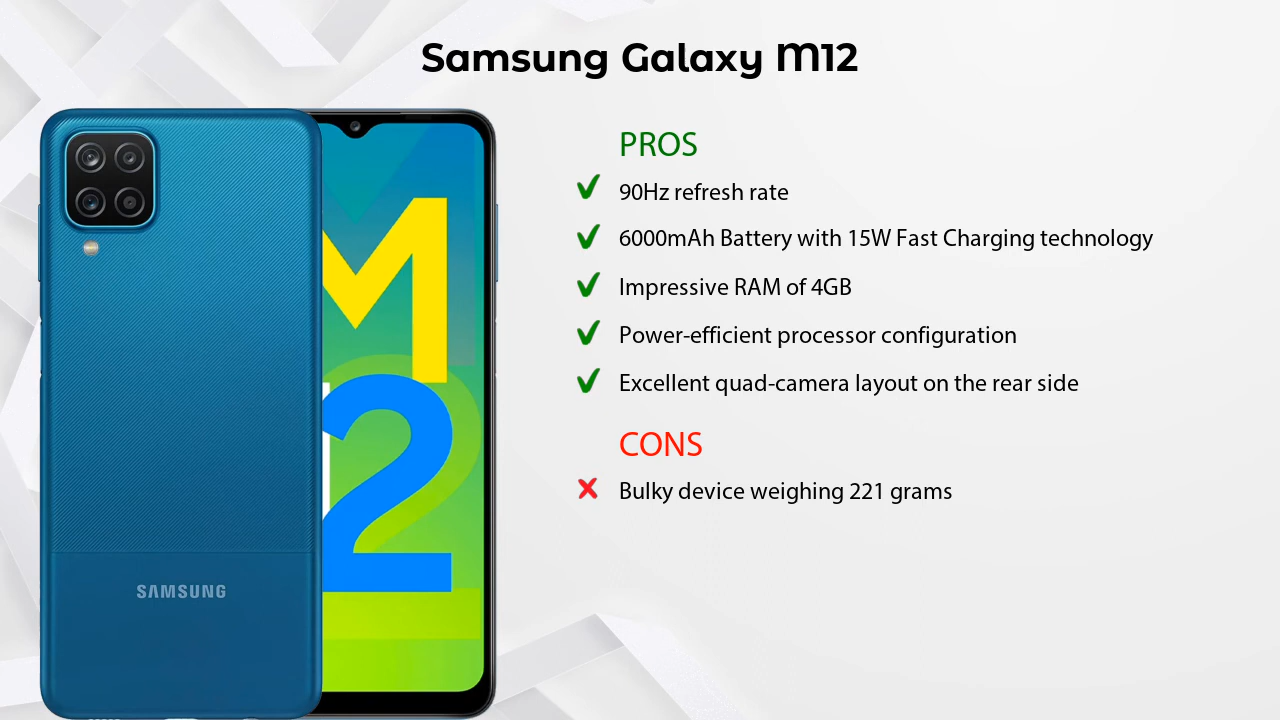 Samsung Galaxy M12
PROS
90Hz refresh rate
6000mAh Battery with 15W Fast Charging technology
Impressive RAM of 4GB
Power-efficient processor configuration
Excellent quad-camera layout on the rear side
CONS
Bulky device weighing 221 grams
M
12
SAMSUNG